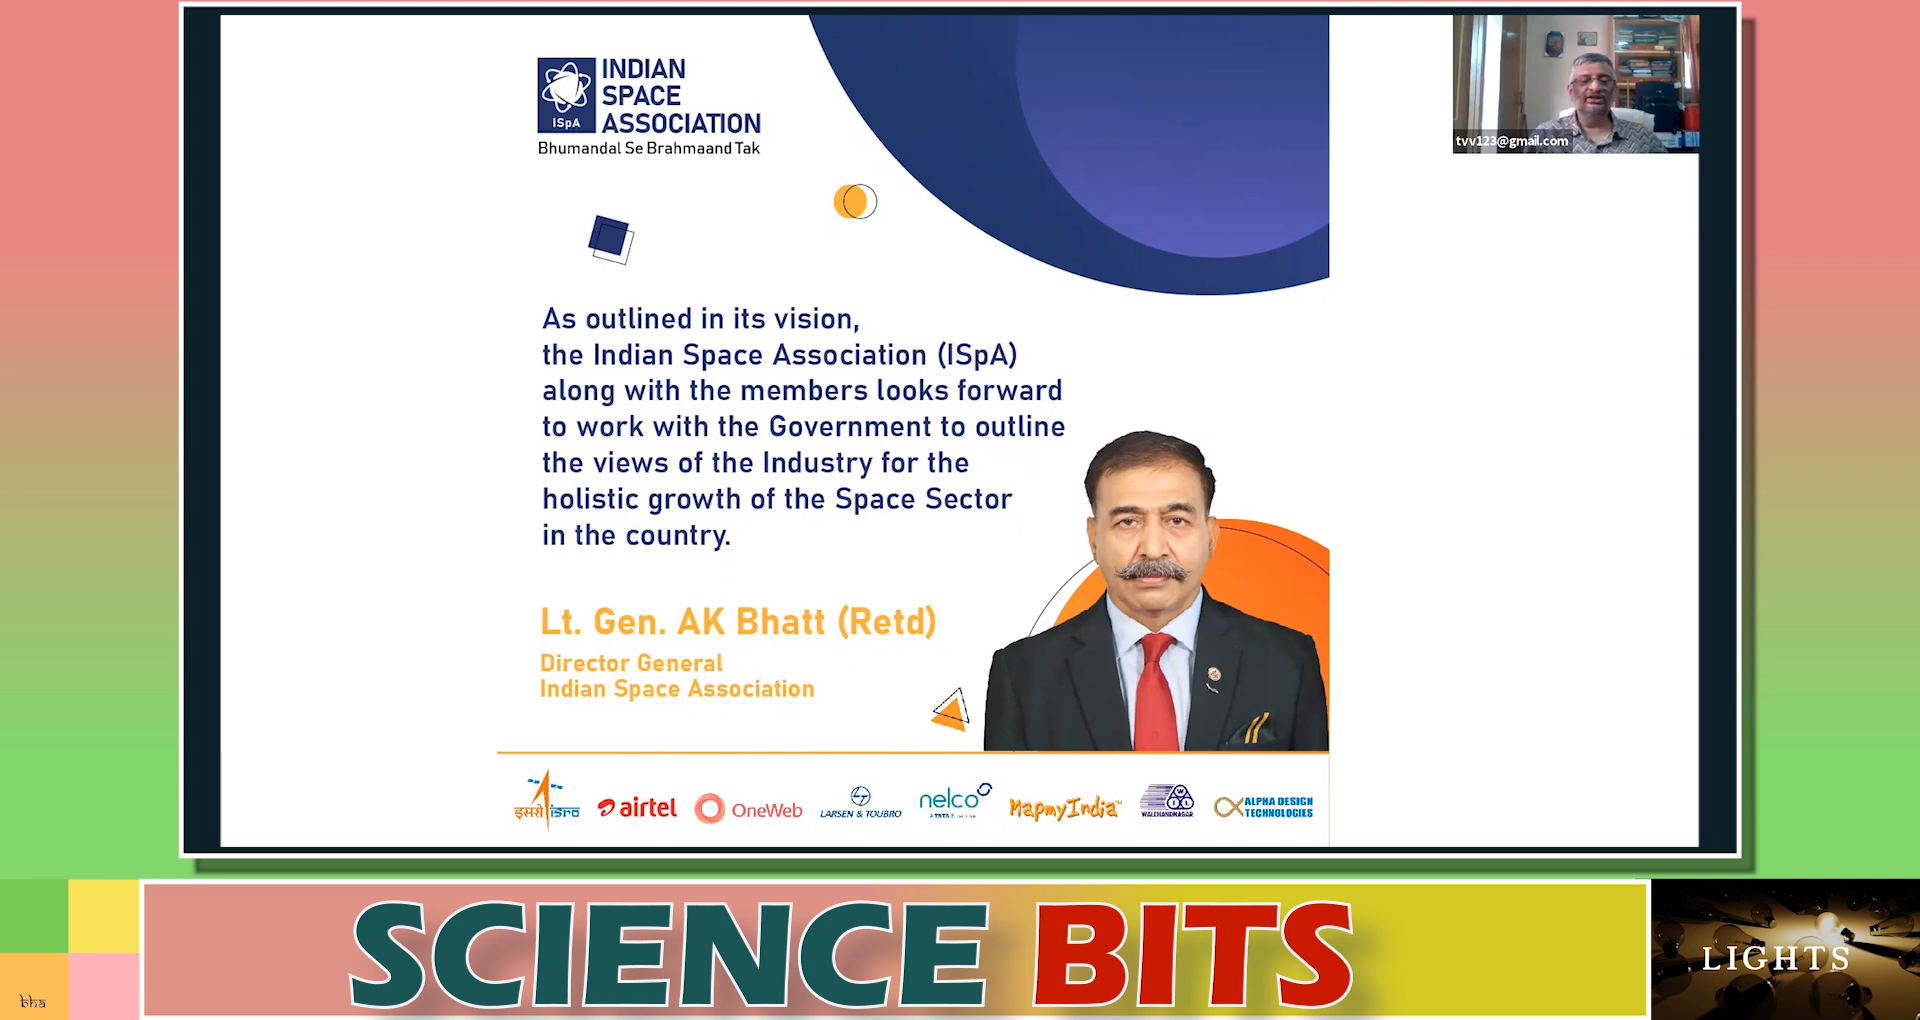 INDIAN
SPACE
ASSOCIATION
ISpA
Bhumandal Se Brahmaand Tak
tvv123@gmail.com
As outlined in its vision,
the Indian Space Association (ISpA)
along with the members looks forward
to work with the Government to outline
the views of the Industry for the
holistic growth of the Space Sector
in the country.
Lt. Gen. AK Bhatt (Retd)
Director General
Indian Space Association
इसरो isro
airtel
OneWeb
LARSEN & TOUBRO
nelco
A TATA
MapmyIndia
WIL
WALCHANDNAGAR
ALPHA DESIGN
TECHNOLOGIES
SCIENCE BITS
LIGHTS
bha